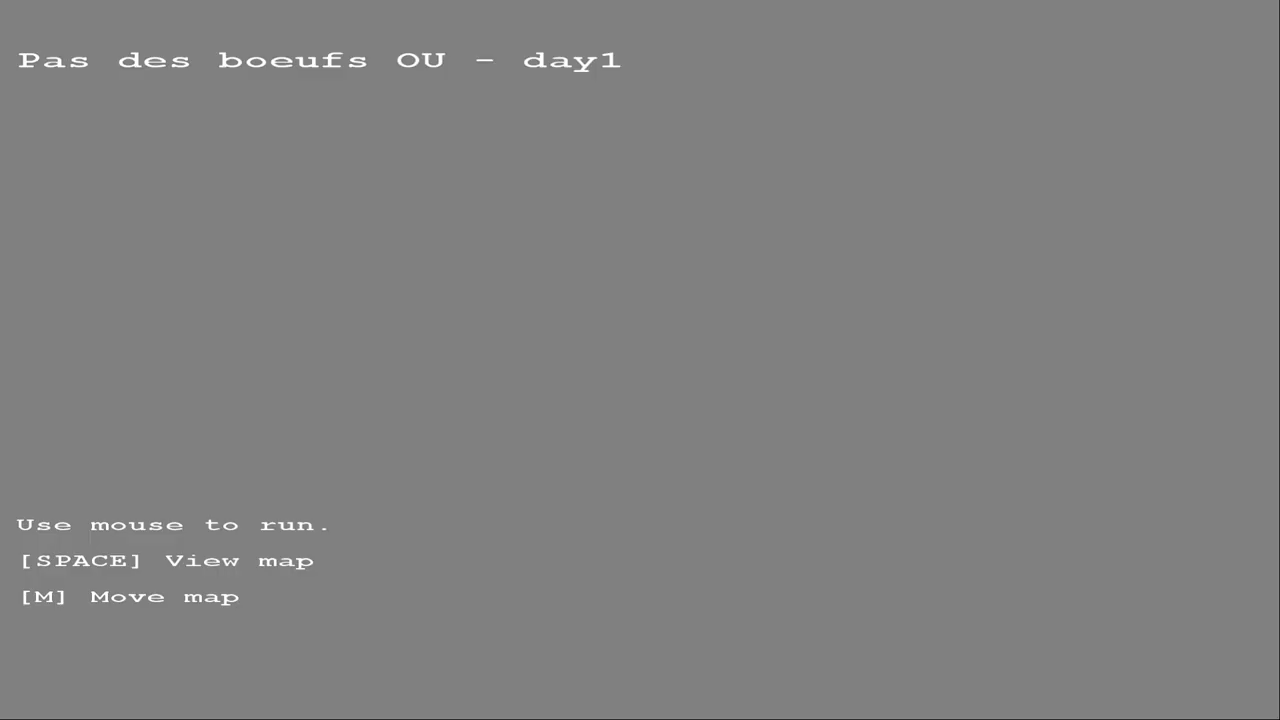 Pas des boeufs OU - day1
Use mouse to run.
[SPACE] View map
[M] Move map